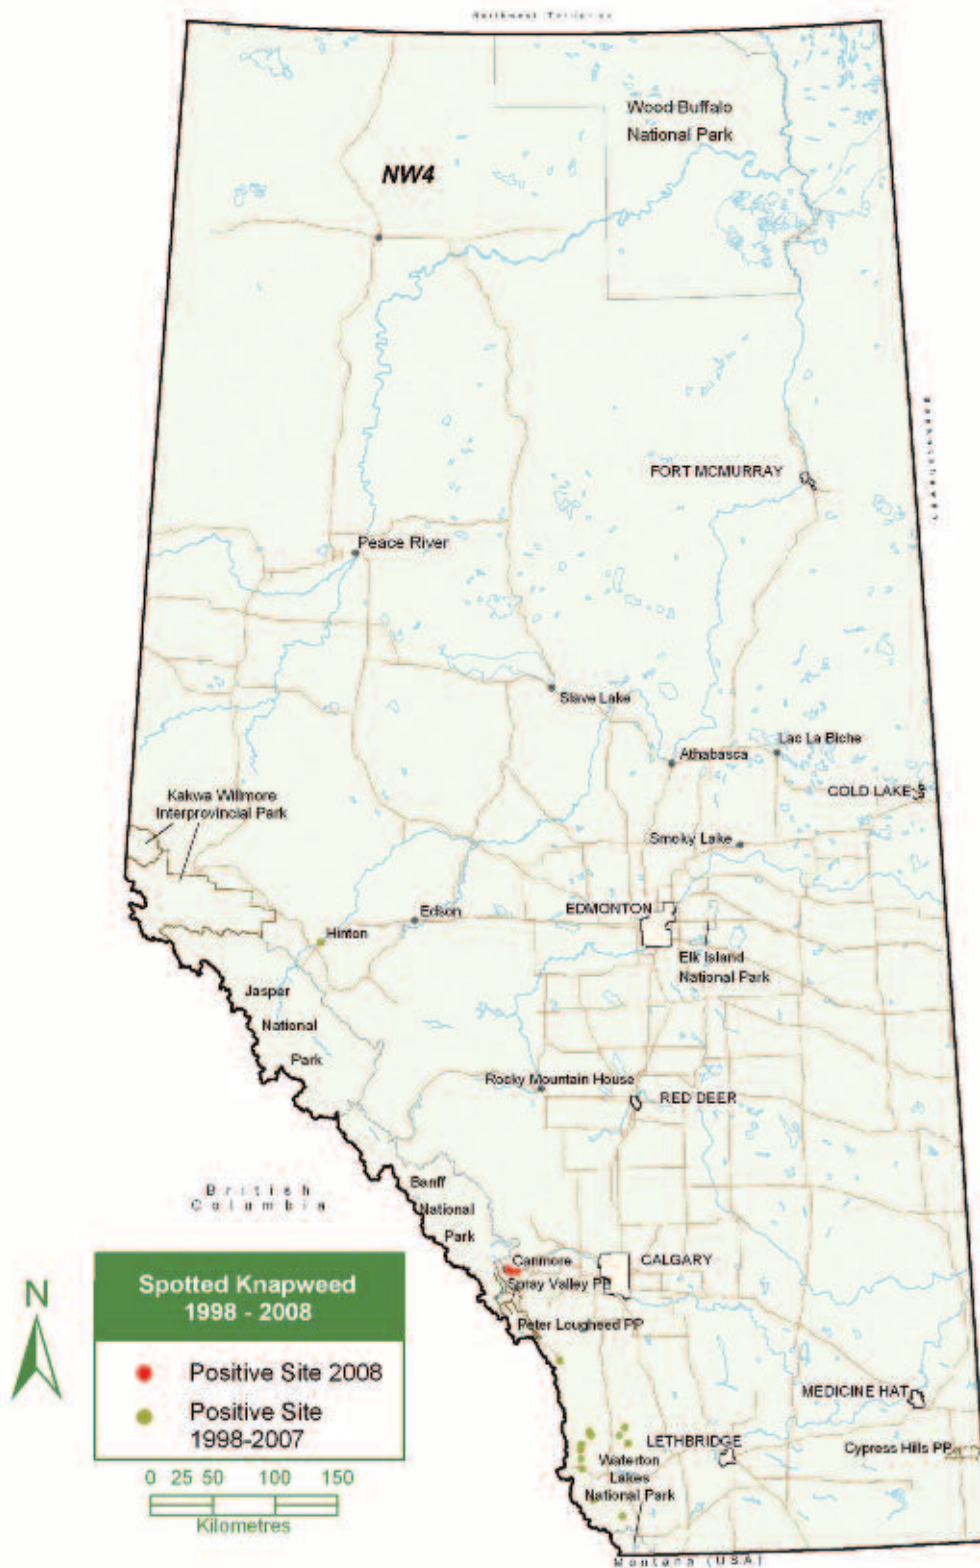 Northwest Territories
Wood Buffalo
National Park
NW4
FORT MCMURRAY
Peace River
Slave Lake
Athabasca
Lac La Biche
COLD LAKE
Kakwa Willmore
Interprovincial Park
Smoky Lake
EDMONTON
Edson
Hinton
Elk Island
National Park
Jasper
National
Park
Rocky Mountain House
RED DEER
British
Columbia
Banff
National
Park
Canmore
CALGARY
Spray Valley PP
Peter Lougheed PP
MEDICINE HAT
LETHBRIDGE
Cypress Hills PP
Waterton
Lakes
National Park
Montana (USA)
N
Spotted Knapweed
1998 - 2008
Positive Site 2008
Positive Site
1998-2007
0 25 50 100 150
Kilometres